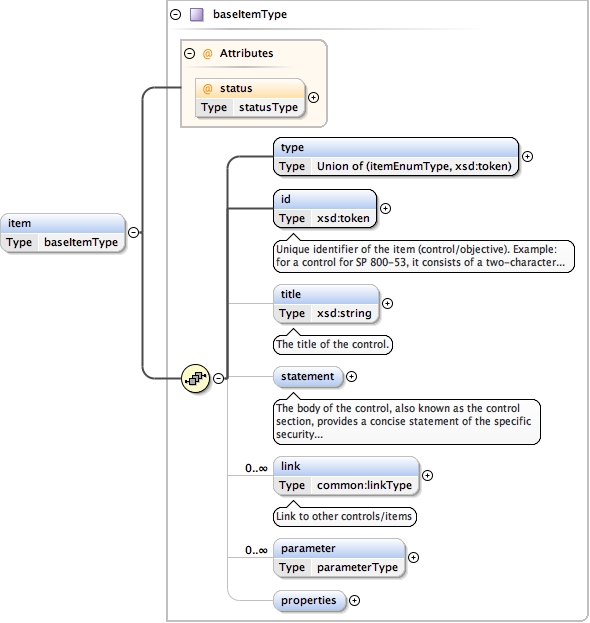 baseItemType
@ Attributes
@ status
Type statusType
type
Type Union of (itemEnumType, xsd:token)
id
Type xsd:token
Unique identifier of the item (control/objective). Example:
for a control for SP 800-53, it consists of a two-character...
item
Type baseItemType
title
Type xsd:string
The title of the control.
statement
The body of the control, also known as the control
section, provides a concise statement of the specific
security...
0..∞
link
Type common:linkType
Link to other controls/items
0..∞
parameter
Type parameterType
properties